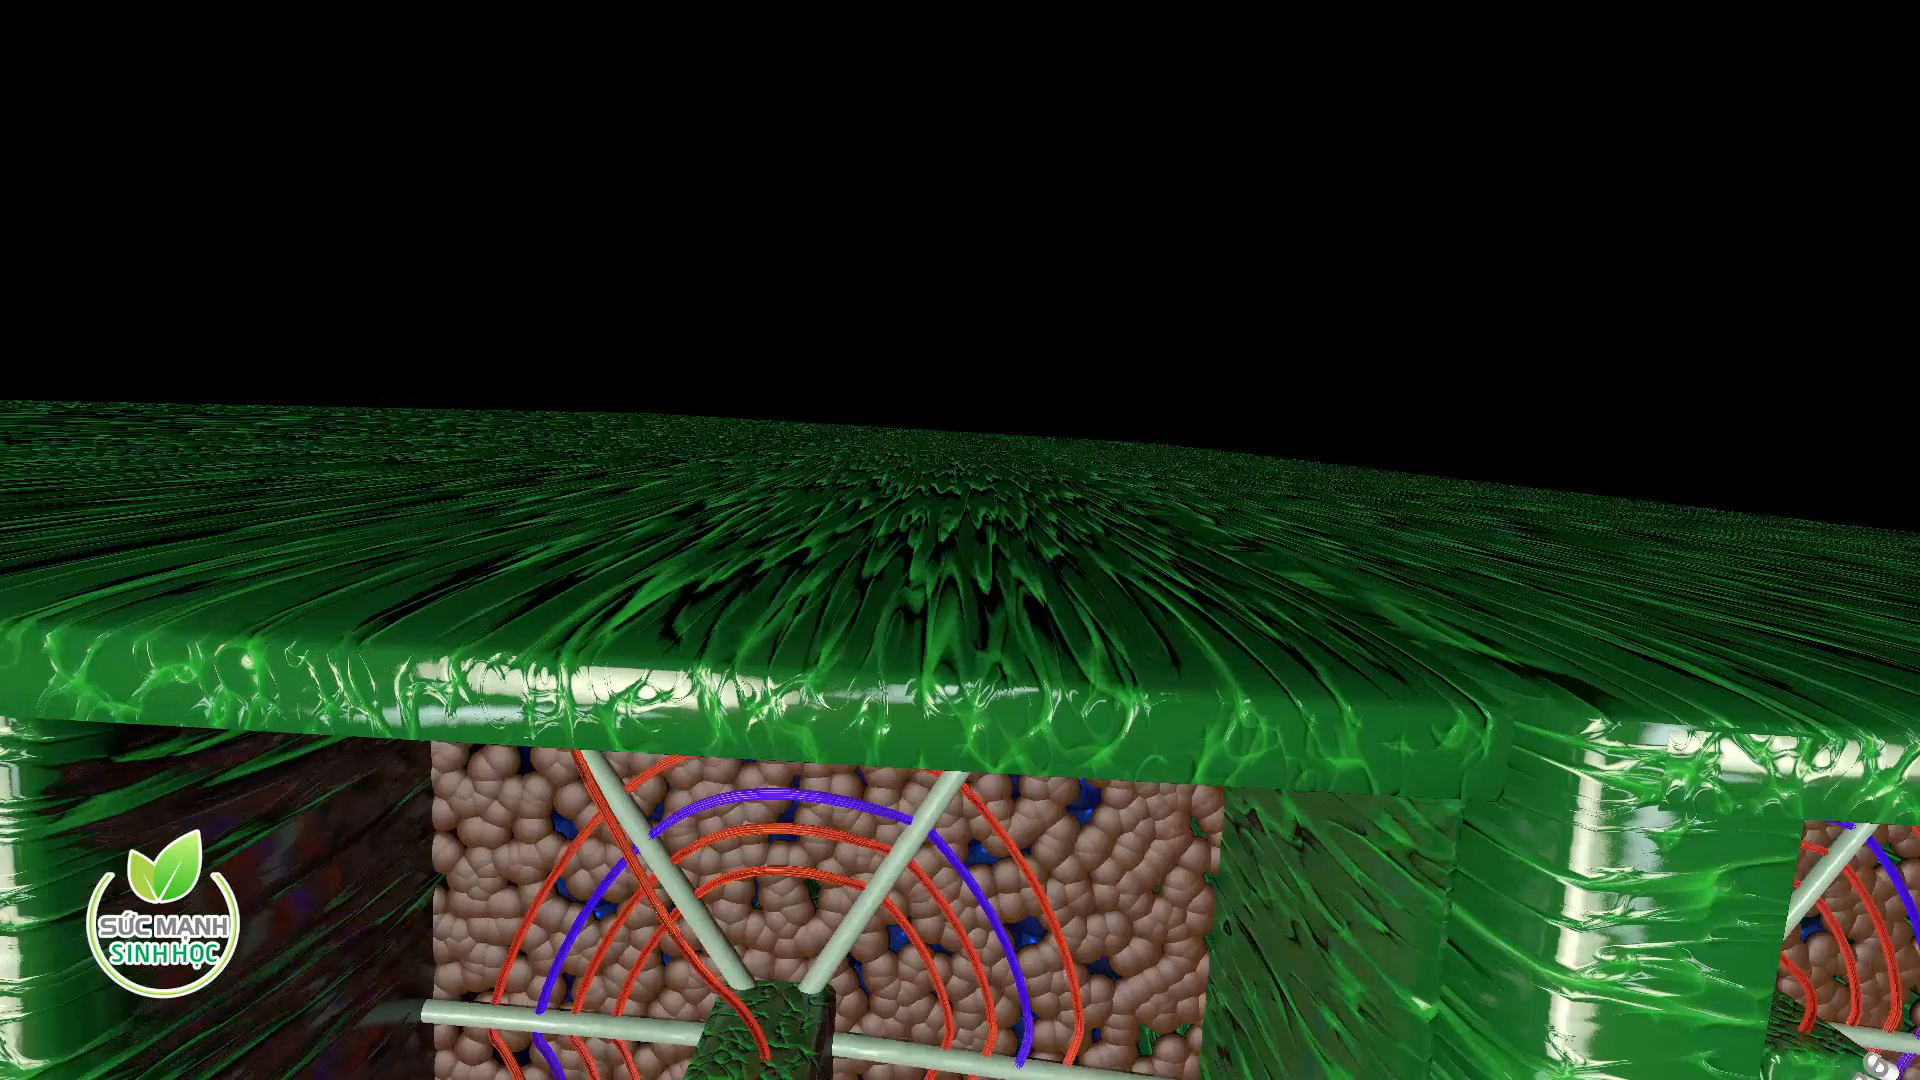 SỨC MẠNH
SINH HỌC